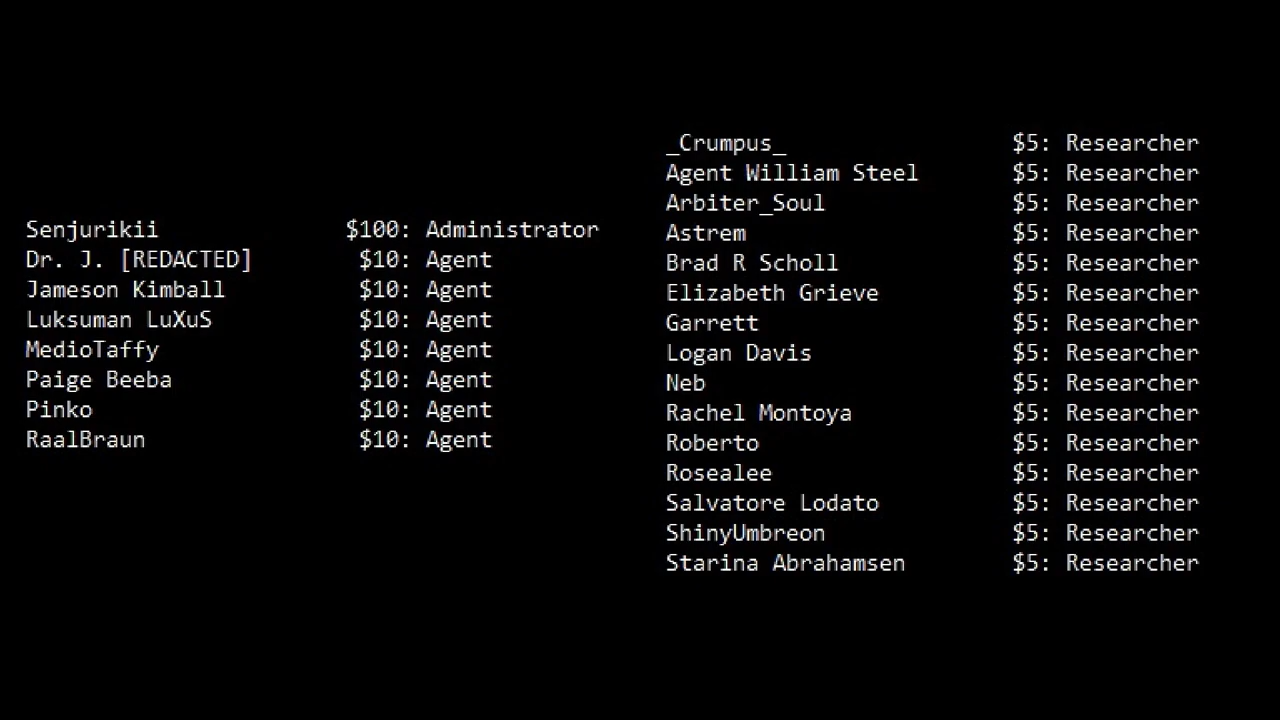 Senjurikii $100: Administrator
Dr. J. [REDACTED] $10: Agent
Jameson Kimball $10: Agent
Luksuman LuXuS $10: Agent
MedioTaffy $10: Agent
Paige Beeba $10: Agent
Pinko $10: Agent
RaalBraun $10: Agent
_Crumpus_ $5: Researcher
Agent William Steel $5: Researcher
Arbiter_Soul $5: Researcher
Astrem $5: Researcher
Brad R Scholl $5: Researcher
Elizabeth Grieve $5: Researcher
Garrett $5: Researcher
Logan Davis $5: Researcher
Neb $5: Researcher
Rachel Montoya $5: Researcher
Roberto $5: Researcher
Rosealee $5: Researcher
Salvatore Lodato $5: Researcher
ShinyUmbreon $5: Researcher
Starina Abrahamsen $5: Researcher